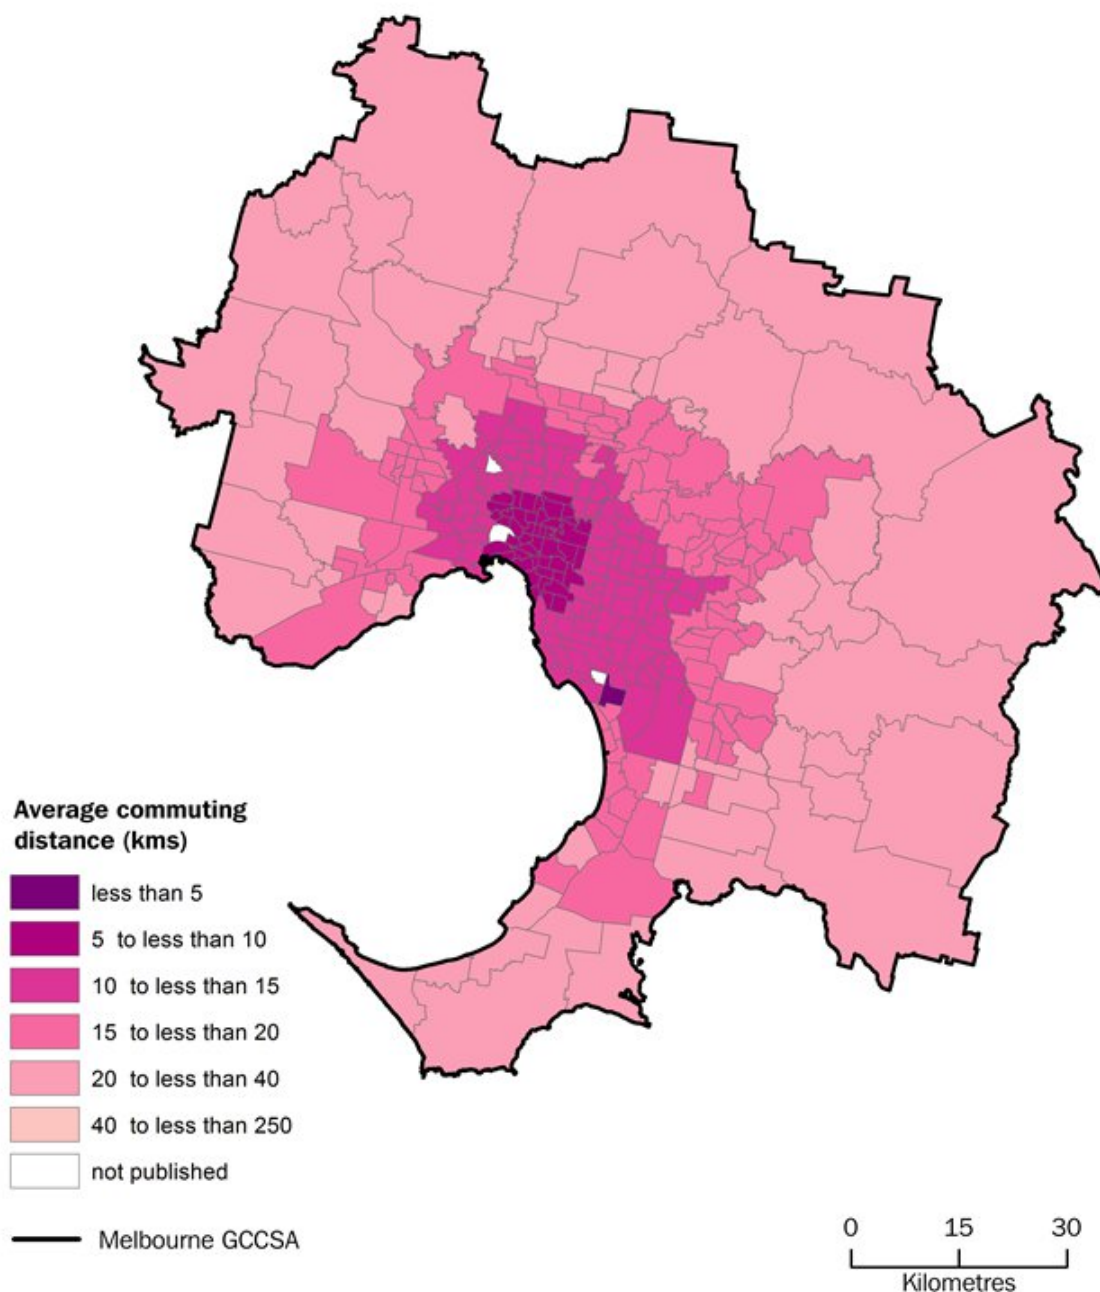 Average commuting
distance (kms)
less than 5
5 to less than 10
10 to less than 15
15 to less than 20
20 to less than 40
40 to less than 250
not published
Melbourne GCCSA
0 15 30
Kilometres